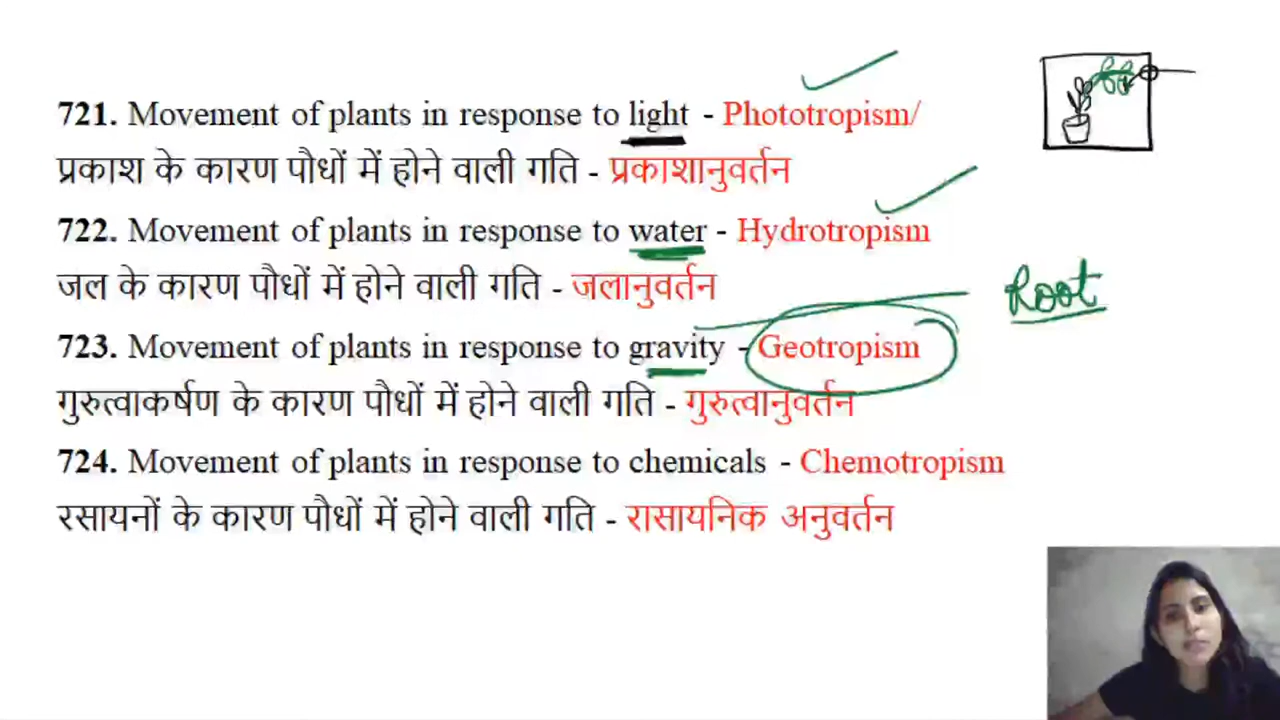 721. Movement of plants in response to light - Phototropism/
प्रकाश के कारण पौधों में होने वाली गति - प्रकाशानुवर्तन
722. Movement of plants in response to water - Hydrotropism
जल के कारण पौधों में होने वाली गति - जलानुवर्तन
Root
723. Movement of plants in response to gravity - Geotropism
गुरुत्वाकर्षण के कारण पौधों में होने वाली गति - गुरुत्वानुवर्तन
724. Movement of plants in response to chemicals - Chemotropism
रसायनों के कारण पौधों में होने वाली गति - रासायनिक अनुवर्तन